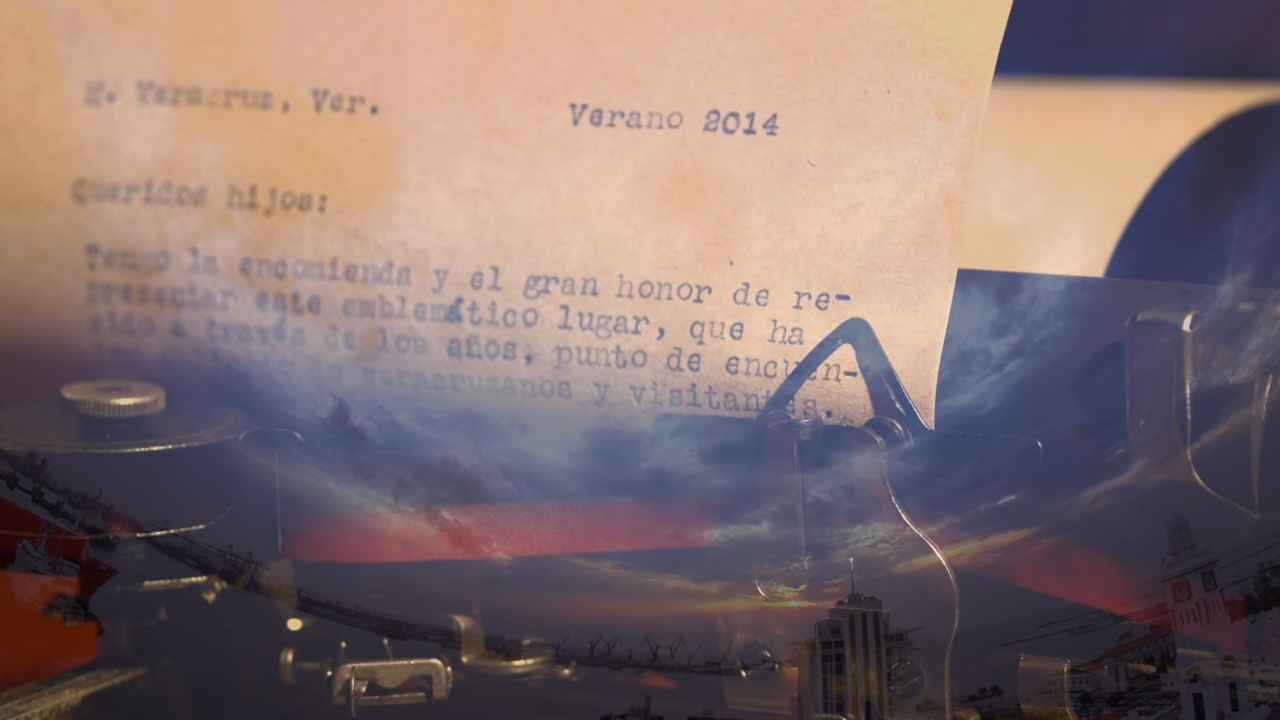 H. Veracruz, Ver. Verano 2014
queridos hijos:
Tengo la encomienda y el gran honor de re-
presentar este emblemático lugar, que ha
sido a través de los años, punto de encuen-
de veracruzanos y visitantes.